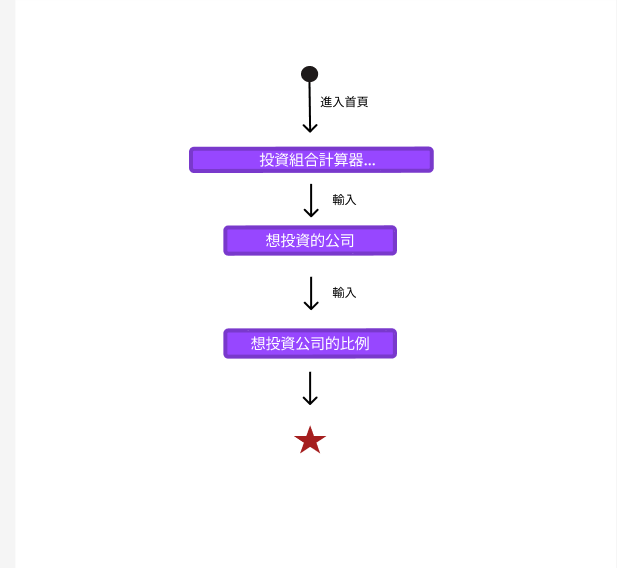 進入首頁
投資組合計算器...
輸入
想投資的公司
輸入
想投資公司的比例